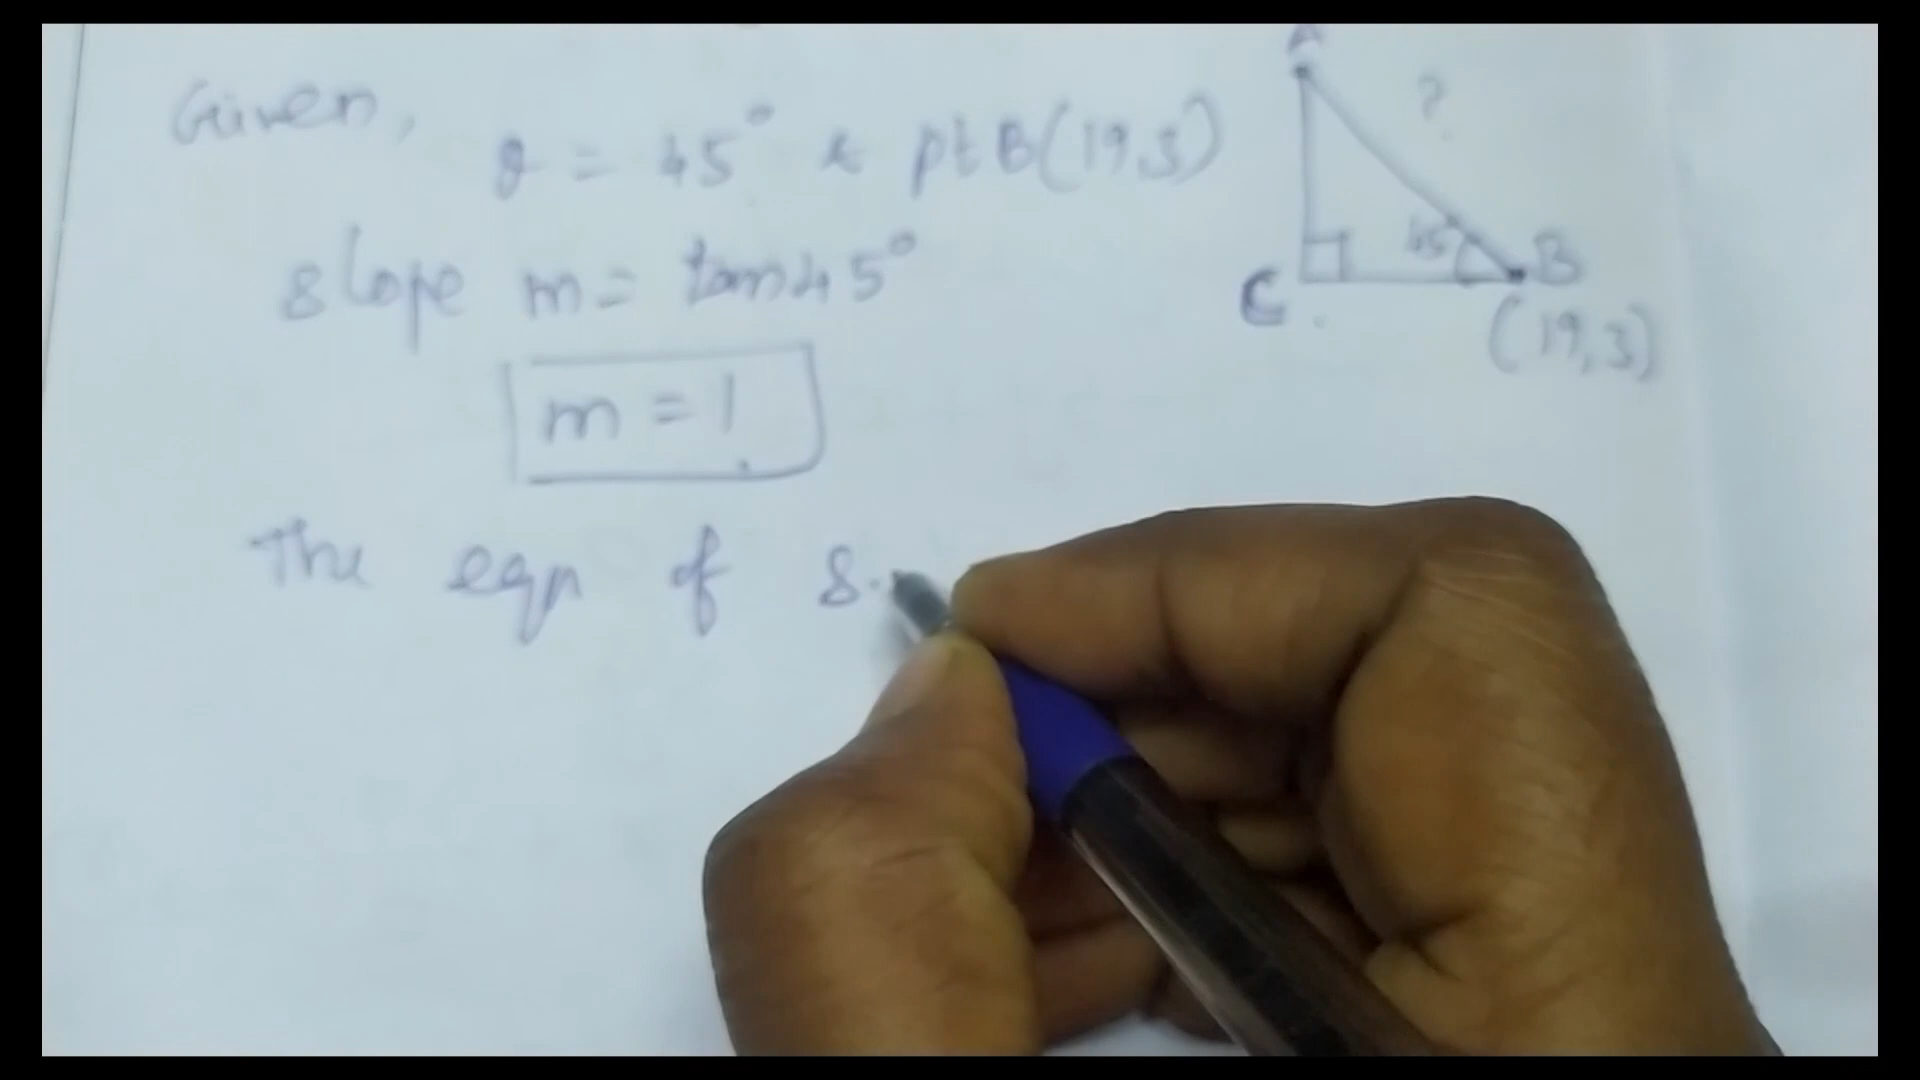 Given,
θ = 45° & pt B(19,3)
slope m = tan45°
m = 1.
The eqn of s.
A
?
45
B
C
(19,3)